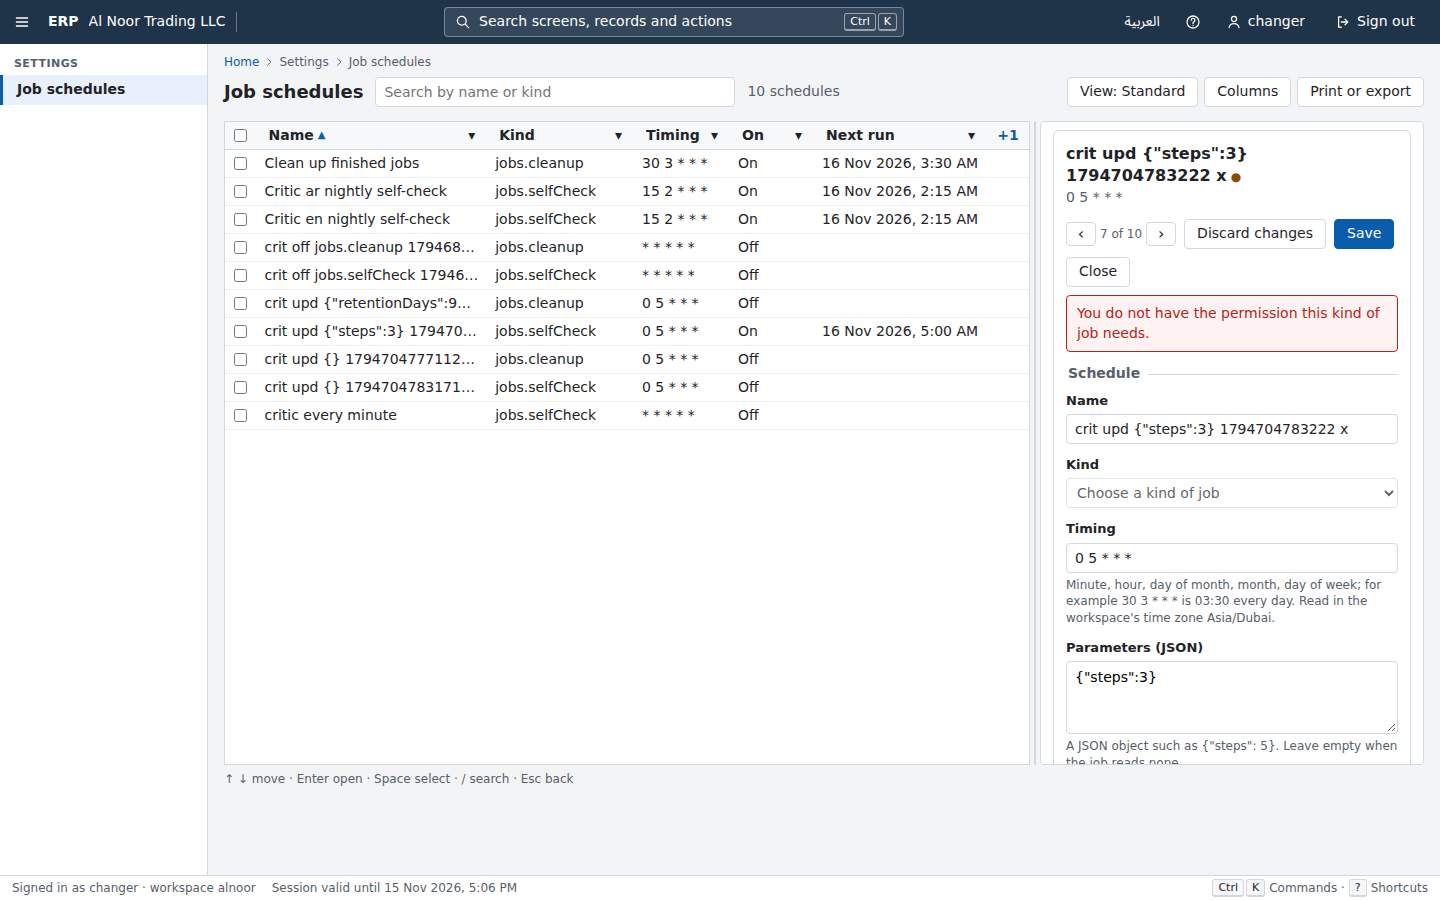 ERP Al Noor Trading LLC
Search screens, records and actions Ctrl K
العربية
changer
Sign out
SETTINGS
Job schedules
Home > Settings > Job schedules
Job schedules
Search by name or kind
10 schedules
View: Standard
Columns
Print or export
Name ▲ ▼ Kind ▼ Timing ▼ On ▼ Next run ▼ +1
Clean up finished jobs jobs.cleanup 30 3 * * * On 16 Nov 2026, 3:30 AM
Critic ar nightly self-check jobs.selfCheck 15 2 * * * On 16 Nov 2026, 2:15 AM
Critic en nightly self-check jobs.selfCheck 15 2 * * * On 16 Nov 2026, 2:15 AM
crit off jobs.cleanup 179468... jobs.cleanup * * * * * Off
crit off jobs.selfCheck 17946... jobs.selfCheck * * * * * Off
crit upd {"retentionDays":9... jobs.cleanup 0 5 * * * Off
crit upd {"steps":3} 179470... jobs.selfCheck 0 5 * * * On 16 Nov 2026, 5:00 AM
crit upd {} 1794704777112... jobs.cleanup 0 5 * * * Off
crit upd {} 1794704783171... jobs.selfCheck 0 5 * * * Off
critic every minute jobs.selfCheck * * * * * Off
↑ ↓ move · Enter open · Space select · / search · Esc back
crit upd {"steps":3}
1794704783222 x
0 5 * * *
‹ 7 of 10 › Discard changes Save
Close
You do not have the permission this kind of
job needs.
Schedule
Name
crit upd {"steps":3} 1794704783222 x
Kind
Choose a kind of job
Timing
0 5 * * *
Minute, hour, day of month, month, day of week; for
example 30 3 * * * is 03:30 every day. Read in the
workspace's time zone Asia/Dubai.
Parameters (JSON)
{"steps":3}
A JSON object such as {"steps": 5}. Leave empty when
the job reads none.
Signed in as changer · workspace alnoor
Session valid until 15 Nov 2026, 5:06 PM
Ctrl K Commands · ? Shortcuts